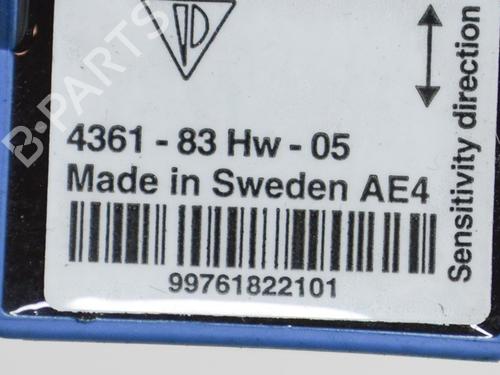 B-PARTS
4361 - 83 Hw - 05
Made in Sweden AE4
99761822101
Sensitivity direction